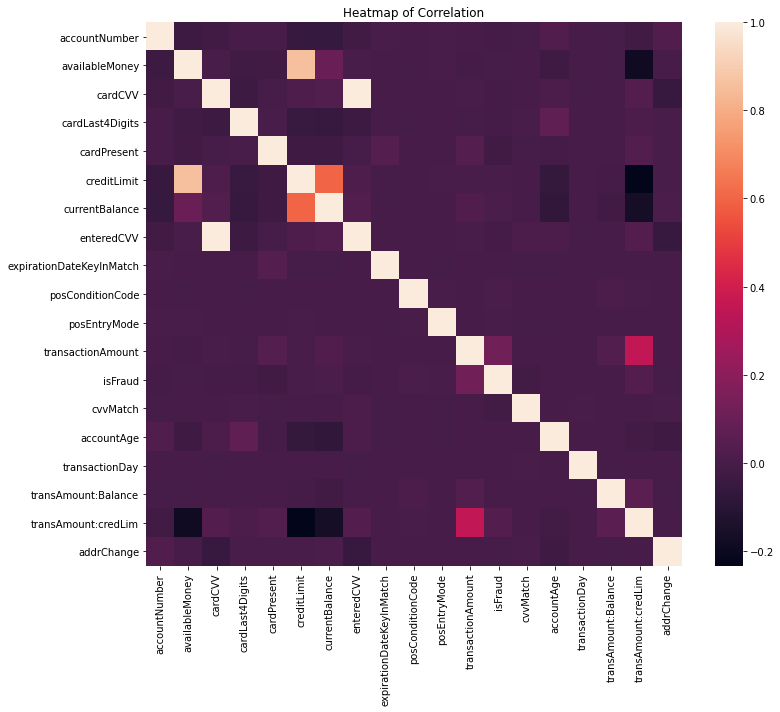 Heatmap of Correlation
accountNumber
availableMoney
cardCVV
cardLast4Digits
cardPresent
creditLimit
currentBalance
enteredCVV
expirationDateKeyInMatch
posConditionCode
posEntryMode
transactionAmount
isFraud
cvvMatch
accountAge
transactionDay
transAmount:Balance
transAmount:credLim
addrChange
accountNumber
availableMoney
cardCVV
cardLast4Digits
cardPresent
creditLimit
currentBalance
enteredCVV
expirationDateKeyInMatch
posConditionCode
posEntryMode
transactionAmount
isFraud
cvvMatch
accountAge
transactionDay
transAmount:Balance
transAmount:credLim
addrChange
1.0
0.8
0.6
0.4
0.2
0.0
−0.2